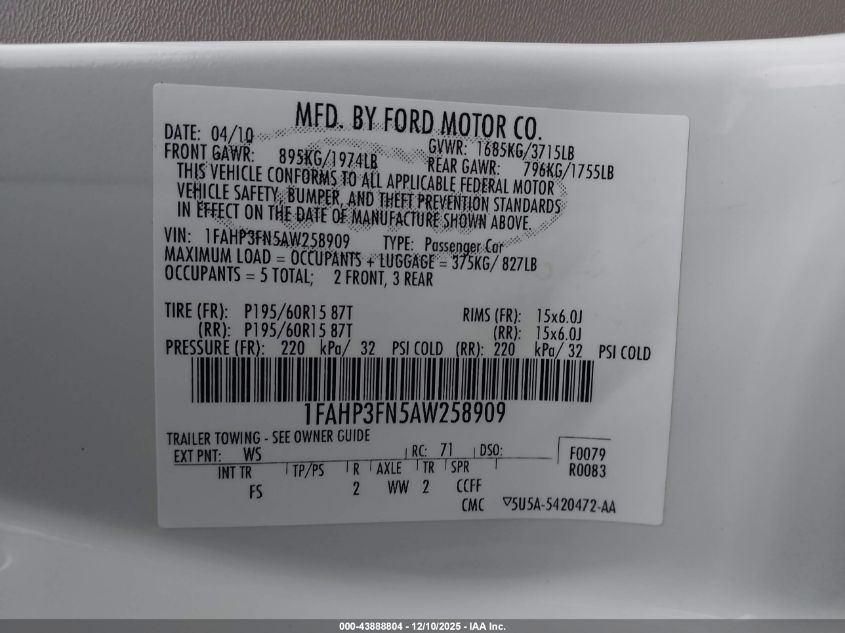 MFD. BY FORD MOTOR CO.
DATE: 04/10 GVWR: 1685KG/3715LB
FRONT GAWR: 895KG/1974LB REAR GAWR: 796KG/1755LB
THIS VEHICLE CONFORMS TO ALL APPLICABLE FEDERAL MOTOR
VEHICLE SAFETY, BUMPER, AND THEFT PREVENTION STANDARDS
IN EFFECT ON THE DATE OF MANUFACTURE SHOWN ABOVE.
VIN: 1FAHP3FN5AW258909 TYPE: Passenger Car
MAXIMUM LOAD = OCCUPANTS + LUGGAGE = 375KG/ 827LB
OCCUPANTS = 5 TOTAL; 2 FRONT, 3 REAR
TIRE (FR): P195/60R15 87T RIMS (FR): 15x6.0J
(RR): P195/60R15 87T (RR): 15x6.0J
PRESSURE (FR): 220 kPa/ 32 PSI COLD (RR): 220 kPa/ 32 PSI COLD
1FAHP3FN5AW258909
TRAILER TOWING - SEE OWNER GUIDE
EXT PNT: WS RC: 71 DSO: F0079
INT TR TP/PS R AXLE TR SPR R0083
FS 2 WW 2 CCFF
CMC ▽5U5A-5420472-AA
000-43888804 - 12/10/2025 - IAA Inc.